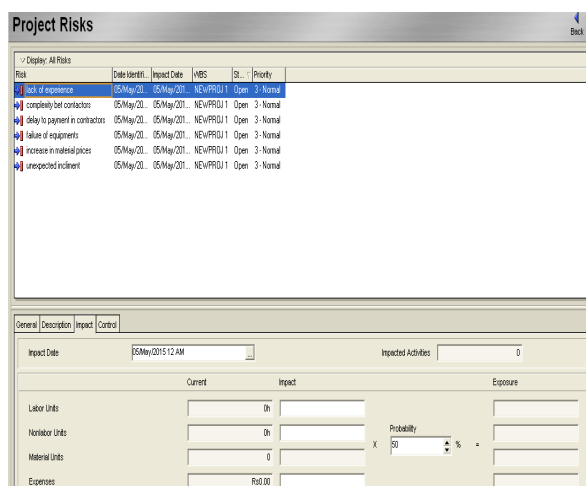 Project Risks
Back
Display: All Risks
Risk Date Identifi... Impact Date WBS St... Priority
lack of experience 05/May/20... 05/May/201... NEWPROJ 1 Open 3 - Normal
complexity bet contactors 05/May/20... 05/May/201... NEWPROJ 1 Open 3 - Normal
delay to payment in contractors 05/May/20... 05/May/201... NEWPROJ 1 Open 3 - Normal
failure of equipments 05/May/20... 05/May/201... NEWPROJ 1 Open 3 - Normal
increase in material prices 05/May/20... 05/May/201... NEWPROJ 1 Open 3 - Normal
unexpected incliment 05/May/20... 05/May/201... NEWPROJ 1 Open 3 - Normal
General Description Impact Control
Impact Date 05/May/2015 12 AM ... Impacted Activities 0
Current Impact Exposure
Labor Units 0h
Probability
Nonlabor Units 0h X 50 % =
Material Units 0
Expenses Rs0.00